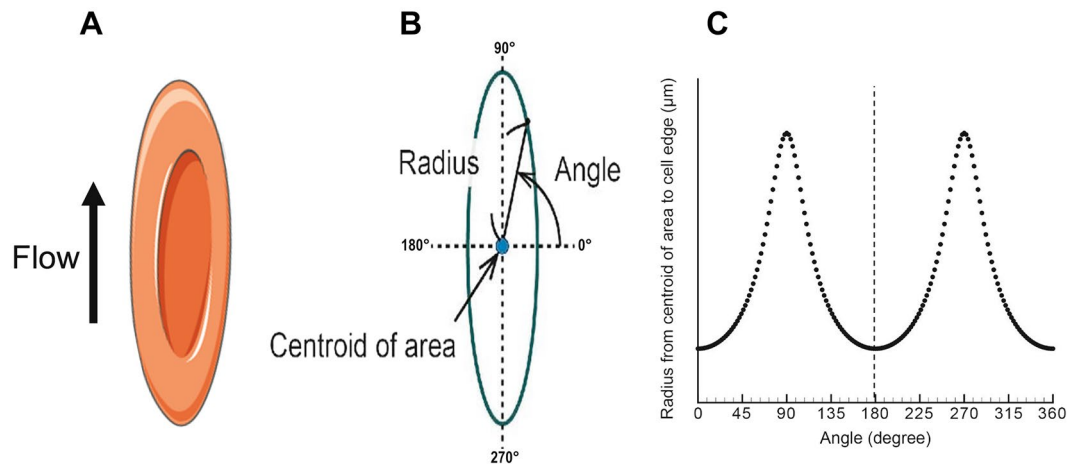 A
Flow
B
90°
Radius
Angle
180°
0°
Centroid of area
270°
C
Radius from centroid of area to cell edge (µm)
0 45 90 135 180 225 270 315 360
Angle (degree)